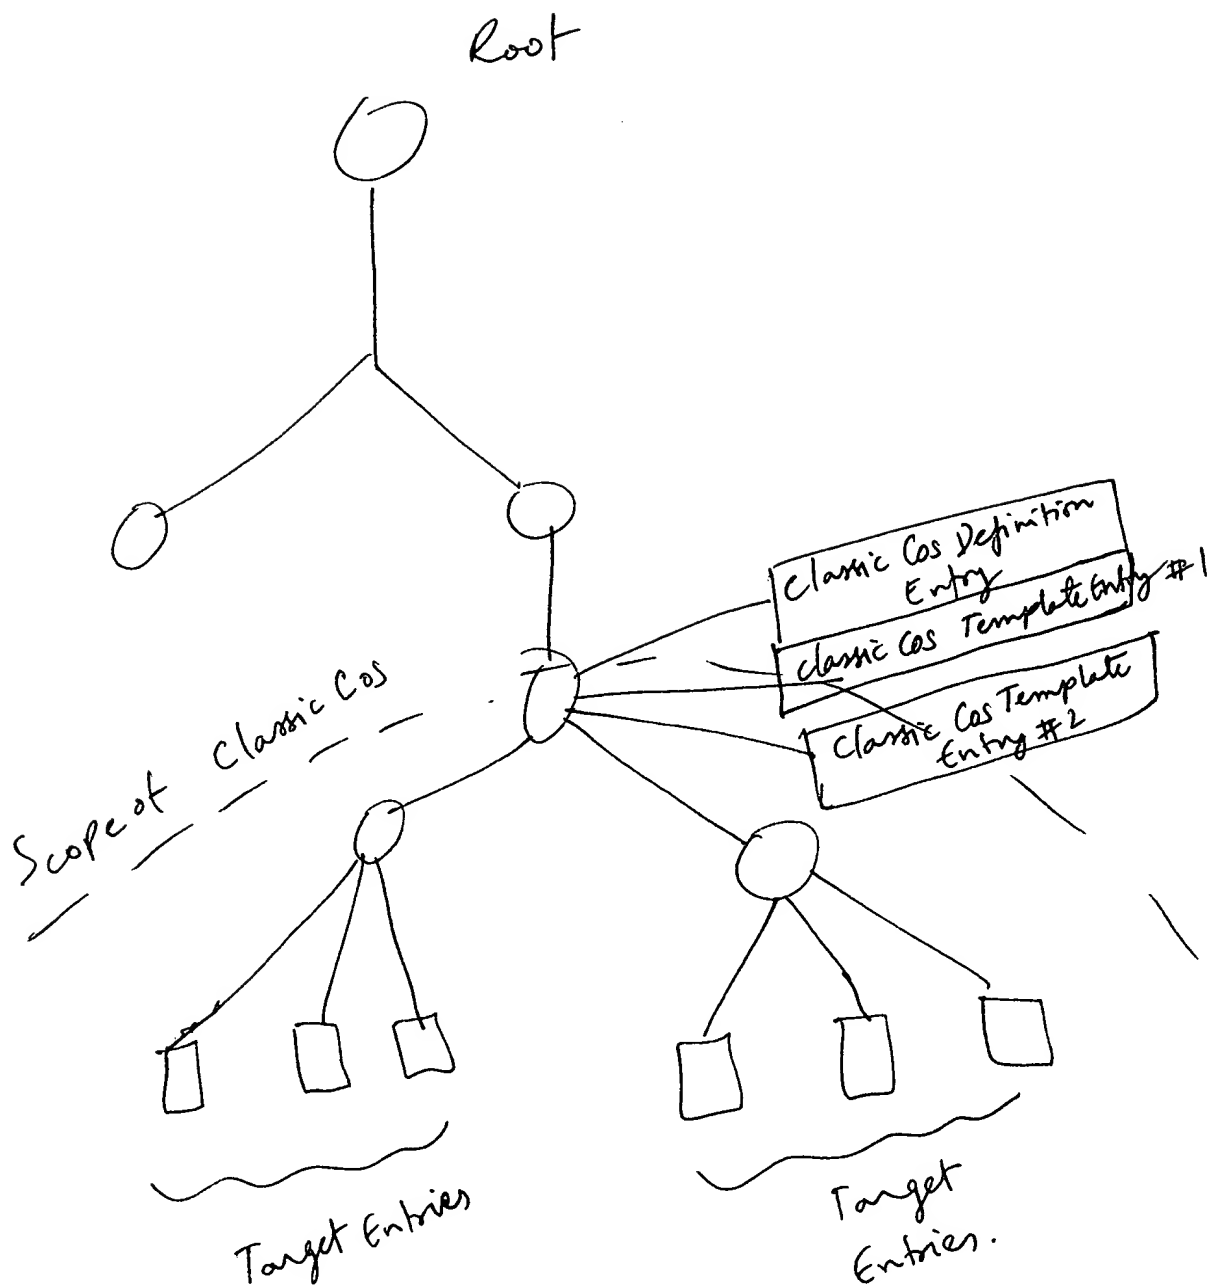 Root
Classic Cos Definition
Entry
Classic Cos Template Entry #1
Classic Cos Template
Entry #2
Scope of Classic Cos
Target Entries
Target
Entries.